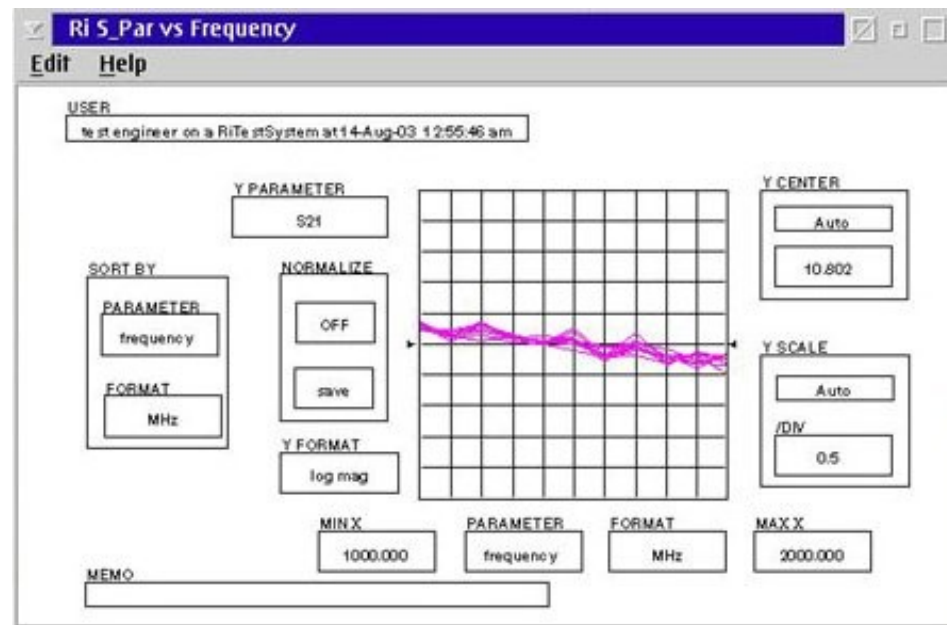 Ri S_Par vs Frequency
Edit Help
USER
test engineer on a RiTestSystem at 14-Aug-03 12:55:46 am
Y PARAMETER
S21
Y CENTER
Auto
10.802
SORT BY
PARAMETER
frequency
FORMAT
MHz
NORMALIZE
OFF
save
Y FORMAT
log mag
Y SCALE
Auto
/DIV
0.5
MIN X
1000.000
PARAMETER
frequency
FORMAT
MHz
MAX X
2000.000
MEMO